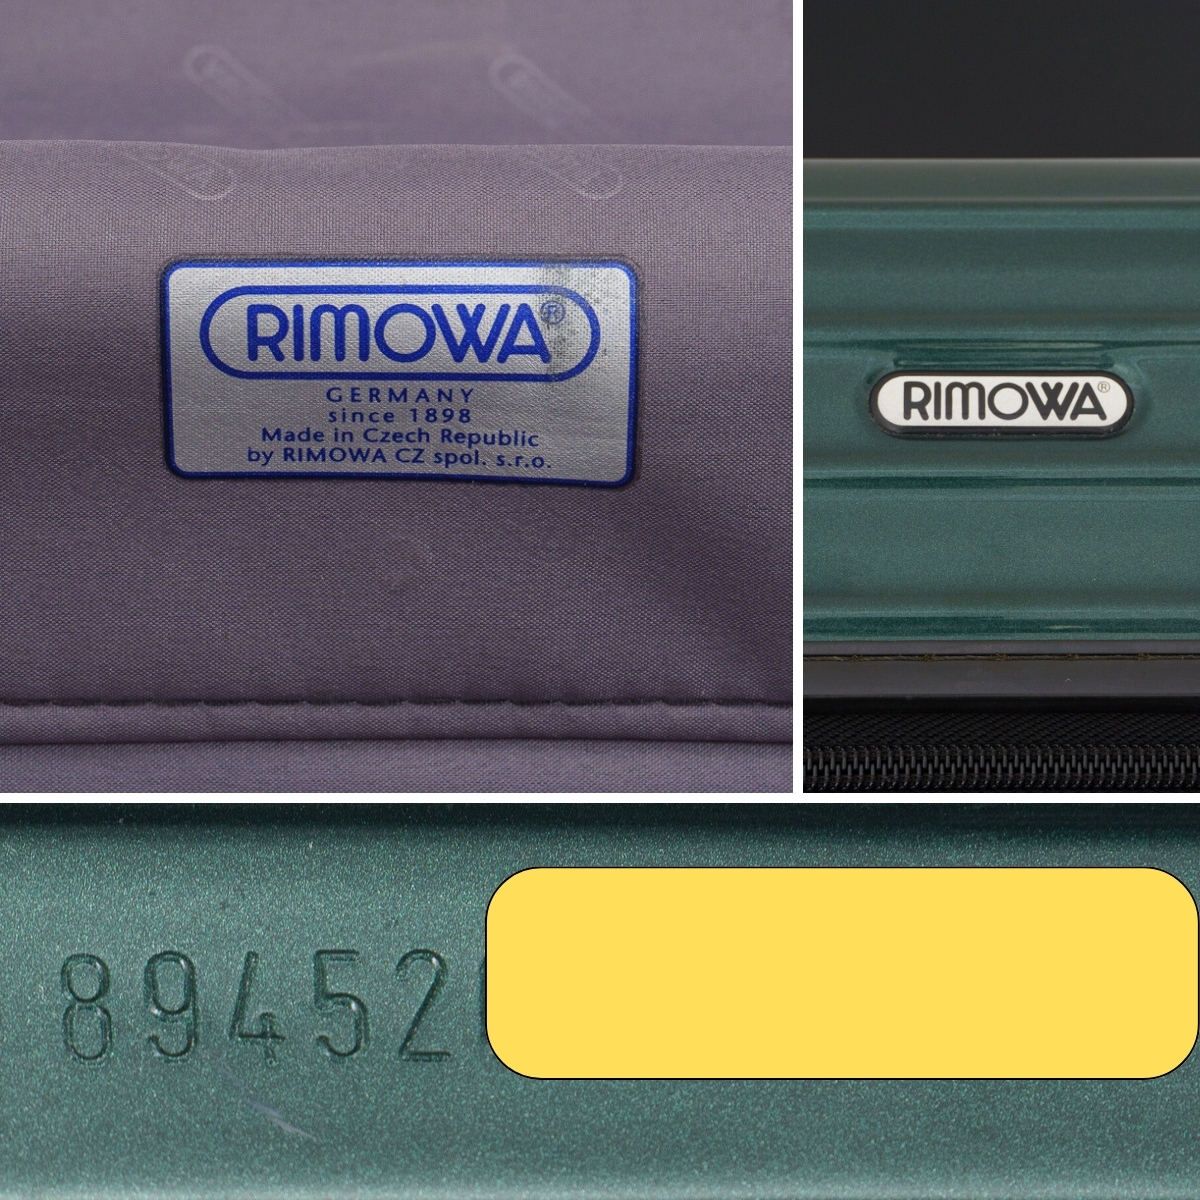 RIMOWA®
GERMANY
since 1898
Made in Czech Republic
by RIMOWA CZ spol. s.r.o.
RIMOWA®
89452